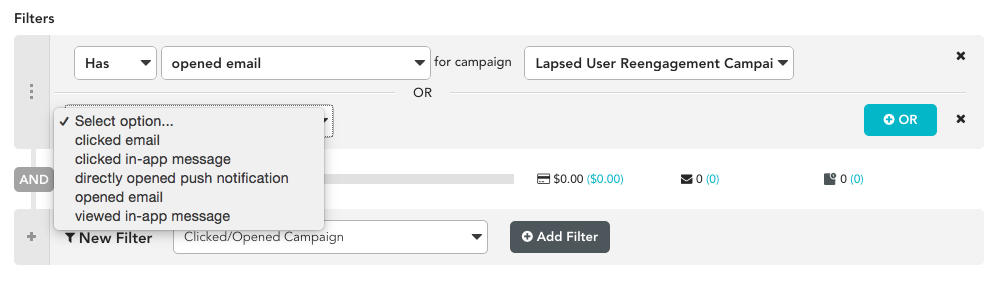 Filters
Has opened email for campaign Lapsed User Reengagement Campai
OR
Select option...
OR
clicked email
clicked in-app message
directly opened push notification
AND
$0.00 ($0.00) 0 (0) 0 (0)
opened email
viewed in-app message
New Filter Clicked/Opened Campaign Add Filter